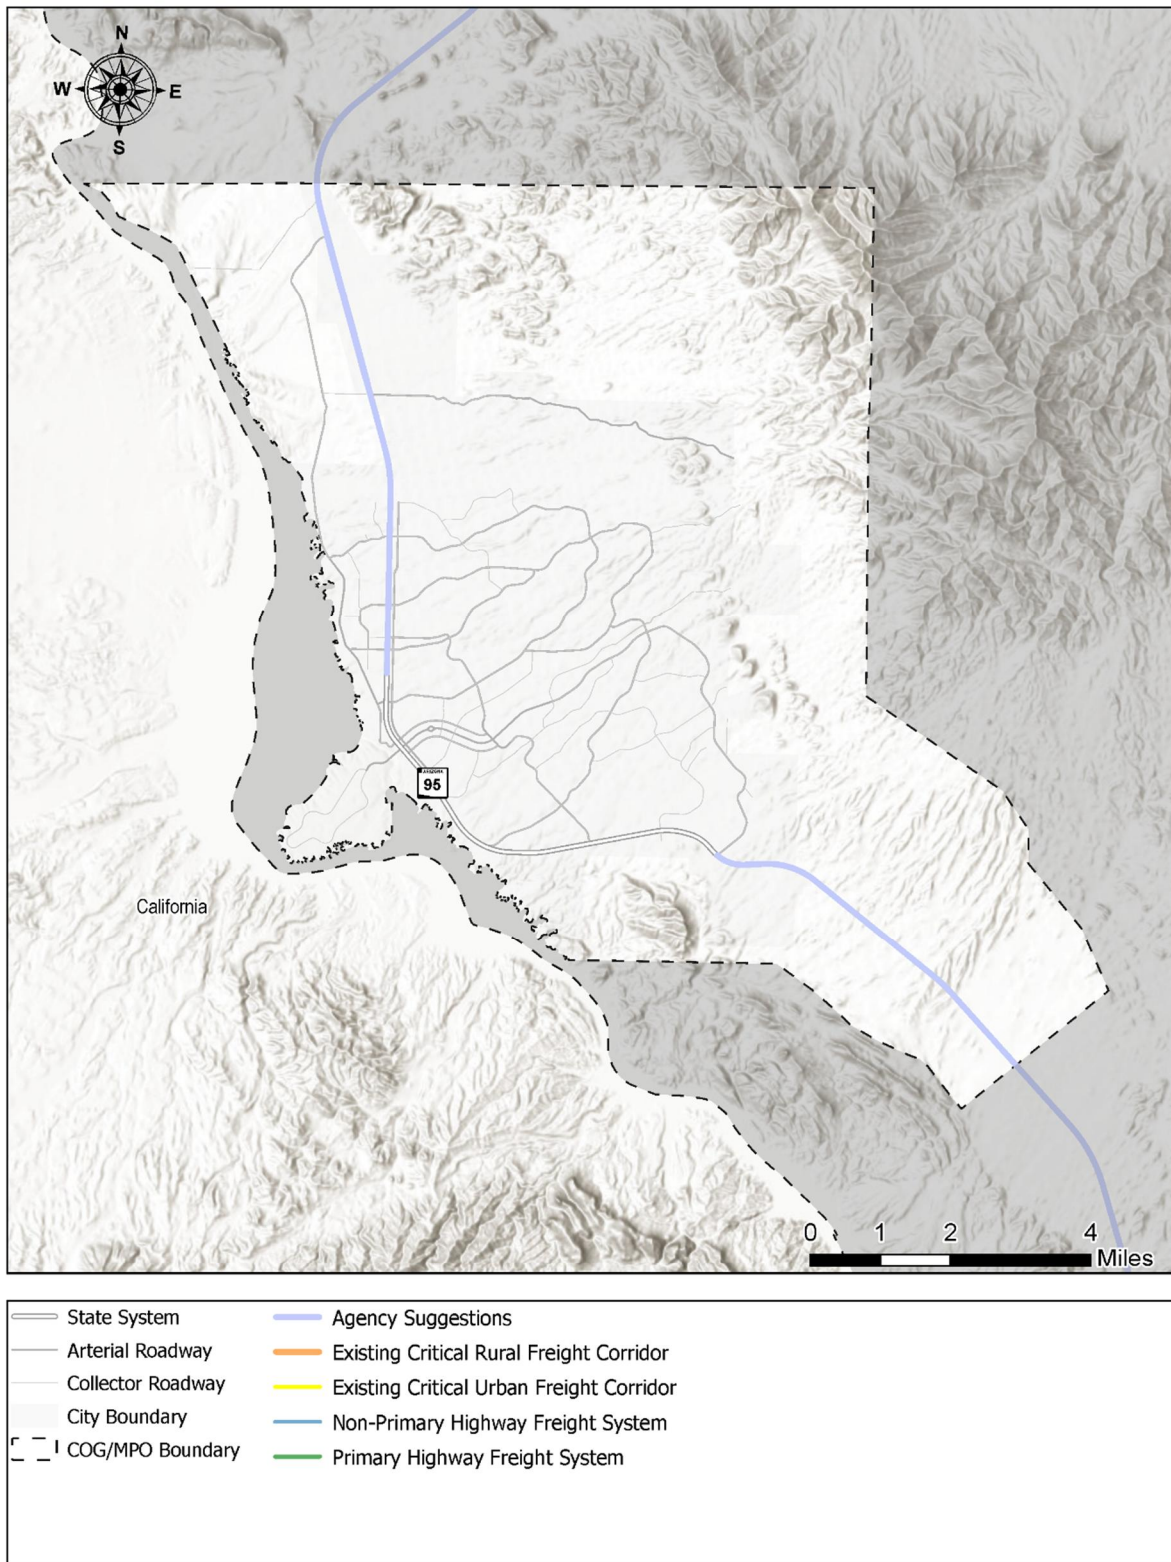 N
W E
S
ARIZONA
95
California
0 1 2 4
Miles
State System
Arterial Roadway
Collector Roadway
City Boundary
COG/MPO Boundary
Agency Suggestions
Existing Critical Rural Freight Corridor
Existing Critical Urban Freight Corridor
Non-Primary Highway Freight System
Primary Highway Freight System